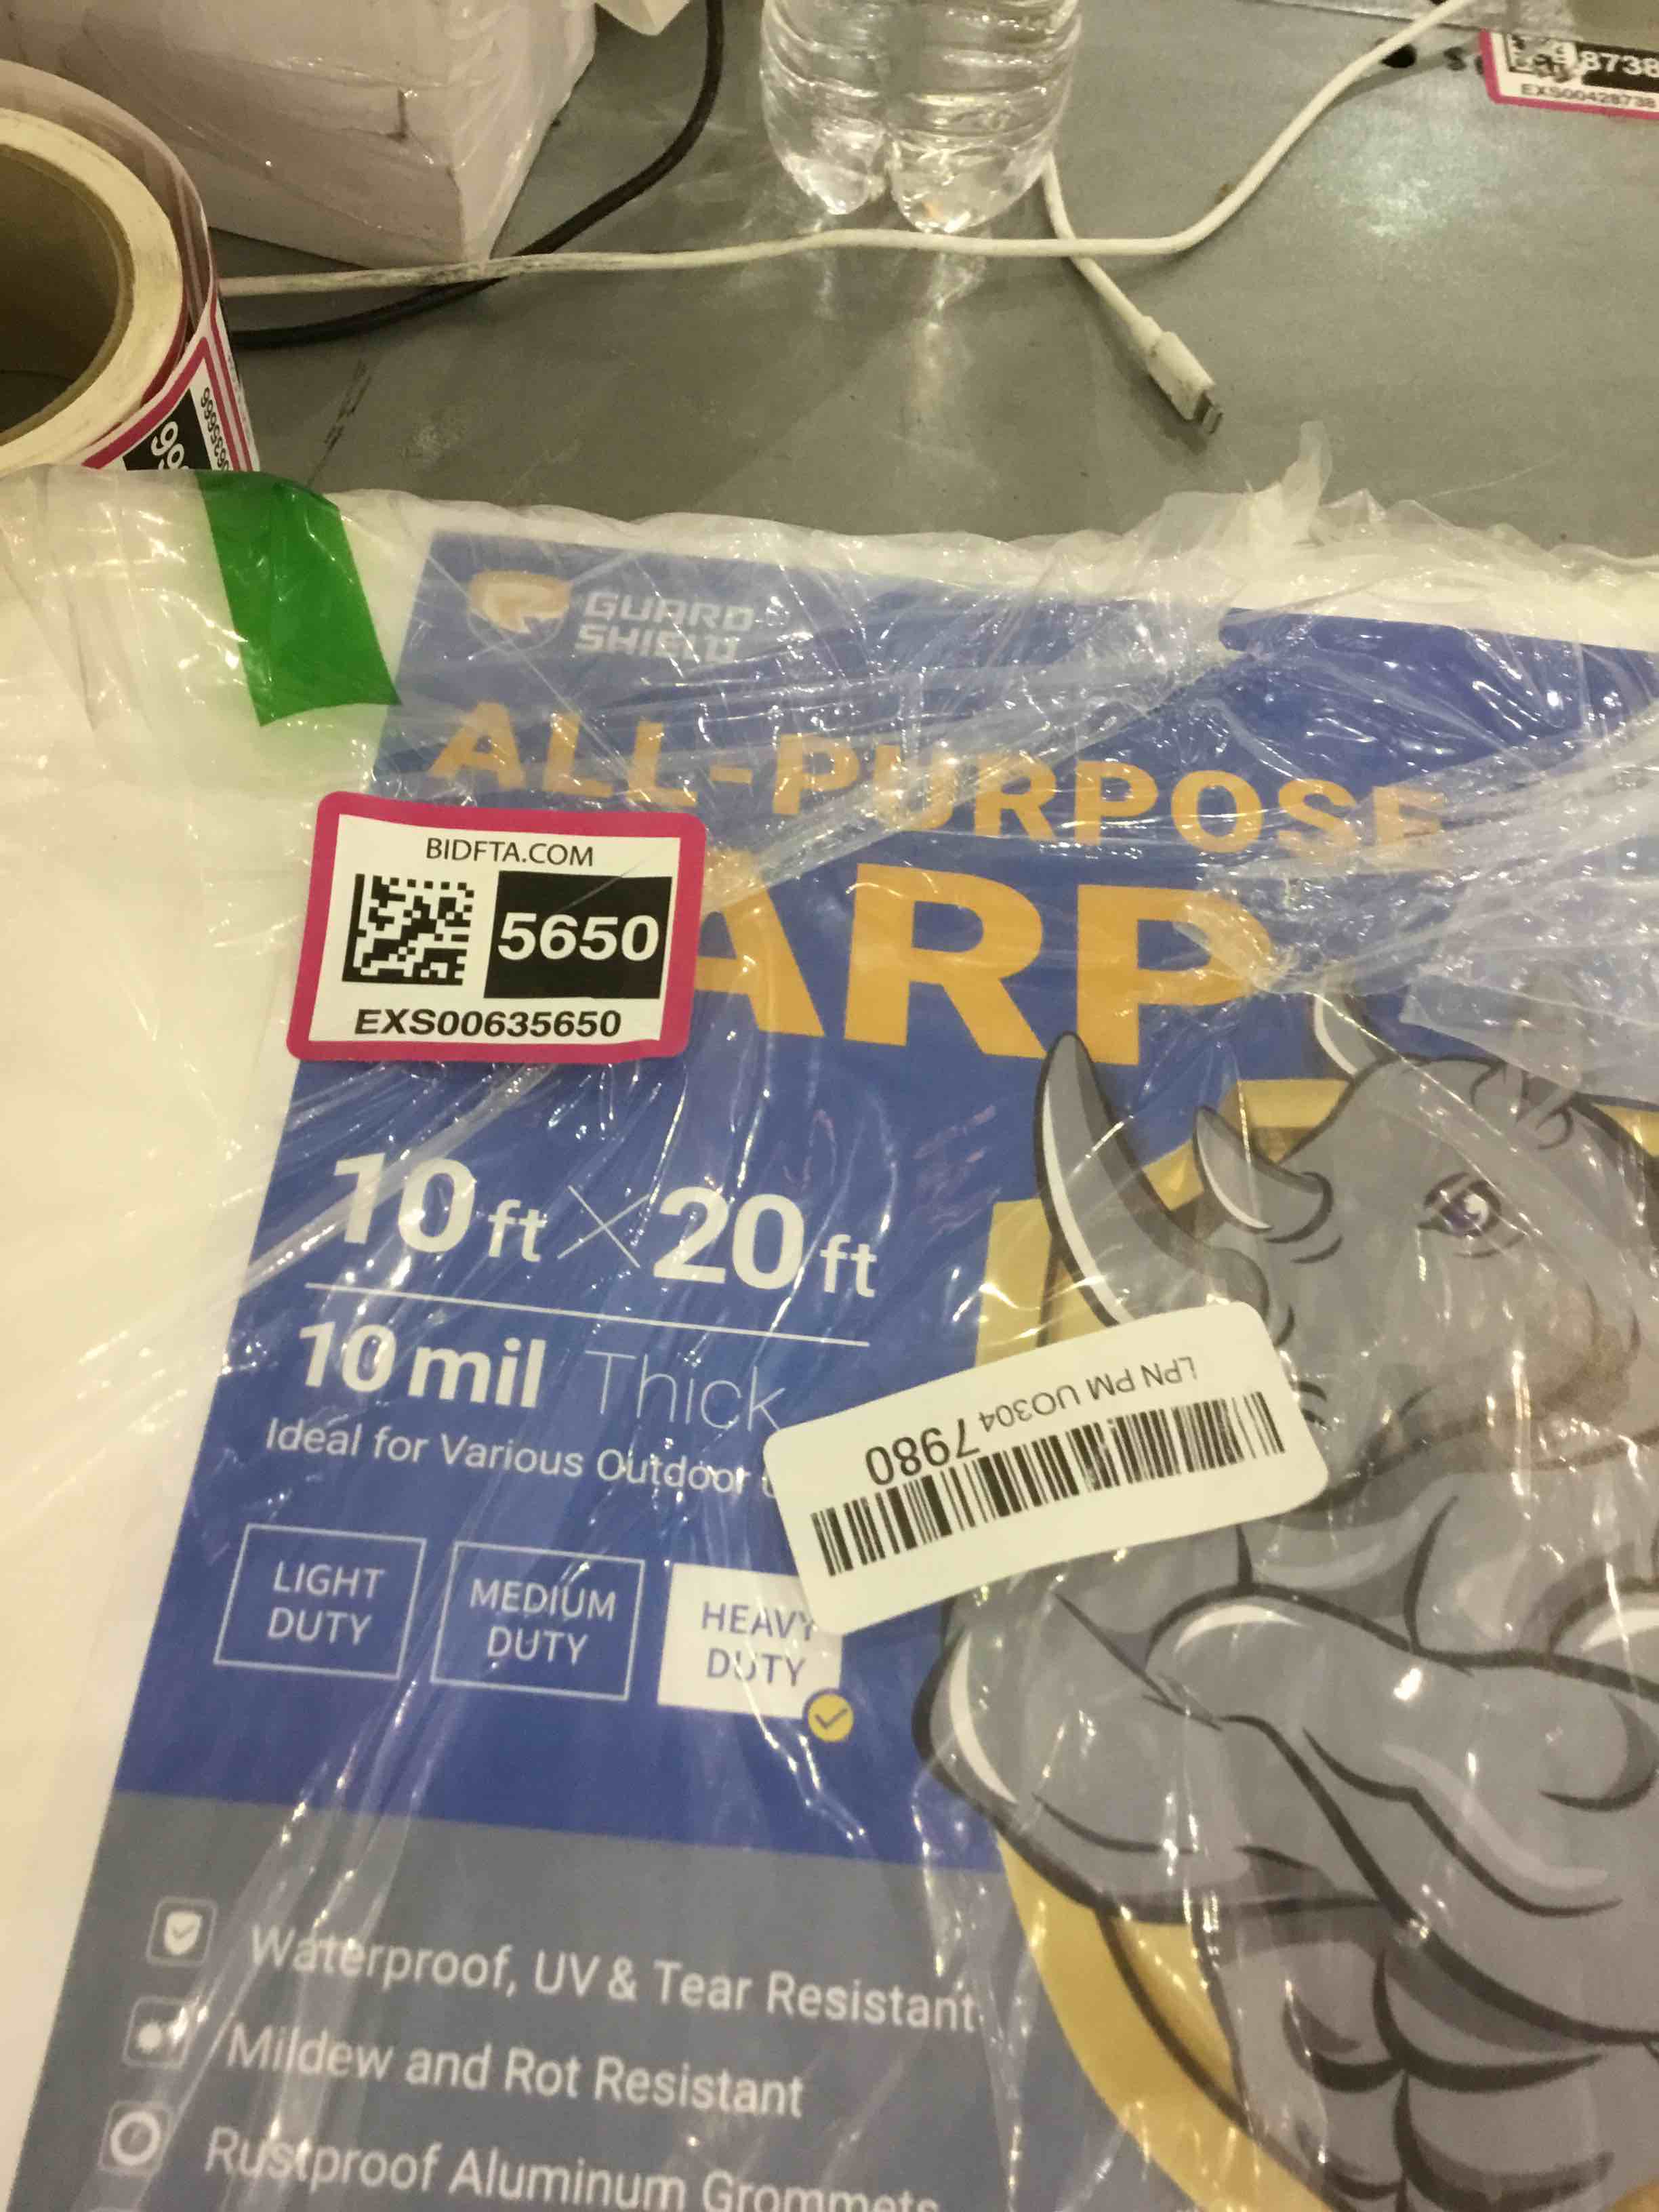 8738
EXS00428738
GUARD
SHIELD
ALL-PURPOSE
ARP
BIDFTA.COM
5650
EXS00635650
10 ft × 20 ft
10 mil Thick
Ideal for Various Outdoor
LPN PM UO304 7980
LIGHT
DUTY
MEDIUM
DUTY
HEAVY
DUTY
Waterproof, UV & Tear Resistant
Mildew and Rot Resistant
Rustproof Aluminum Grommets